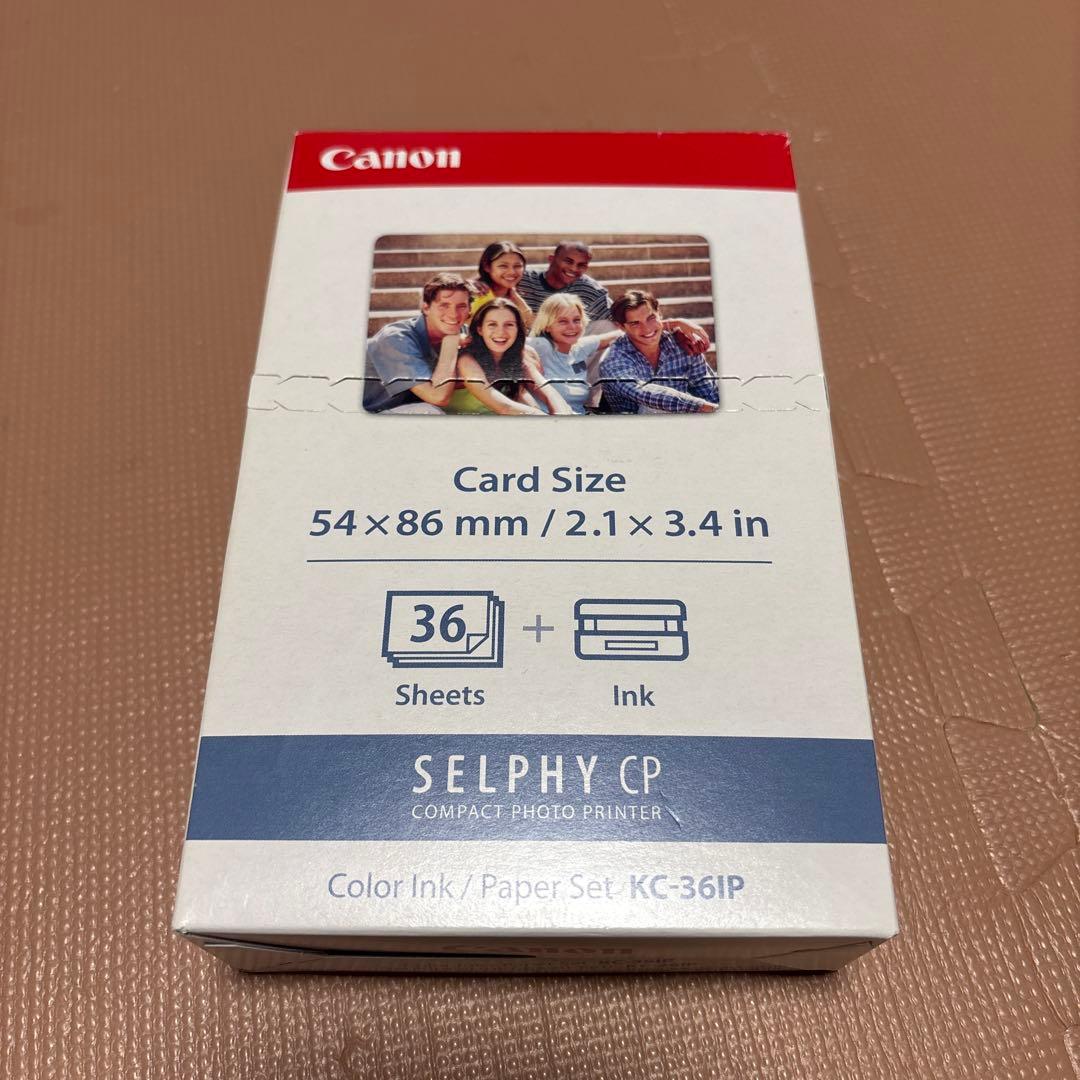 Canon
Card Size
54×86 mm / 2.1×3.4 in
36
+
Sheets
Ink
SELPHY CP
COMPACT PHOTO PRINTER
Color Ink / Paper Set KC-36IP
Canon